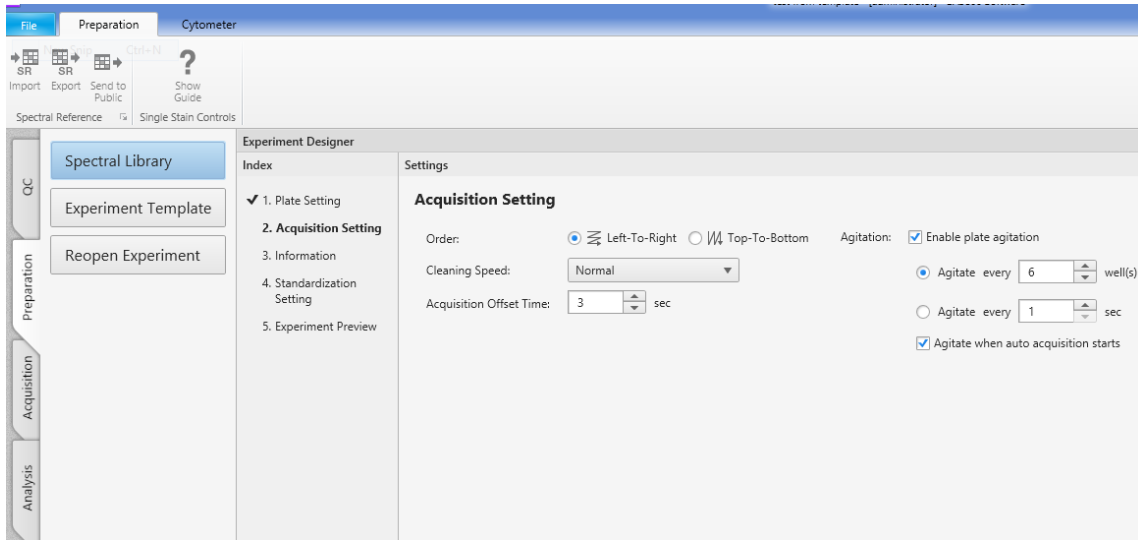 File Preparation Cytometer
New Snip Ctrl+N
SR SR ?
Import Export Send to Public Show Guide
Spectral Reference Single Stain Controls
QC
Preparation
Acquisition
Analysis
Spectral Library
Experiment Template
Reopen Experiment
Experiment Designer
Index
1. Plate Setting
2. Acquisition Setting
3. Information
4. Standardization
Setting
5. Experiment Preview
Settings
Acquisition Setting
Order: Left-To-Right Top-To-Bottom
Cleaning Speed: Normal
Acquisition Offset Time: 3 sec
Agitation: Enable plate agitation
Agitate every 6 well(s)
Agitate every 1 sec
Agitate when auto acquisition starts